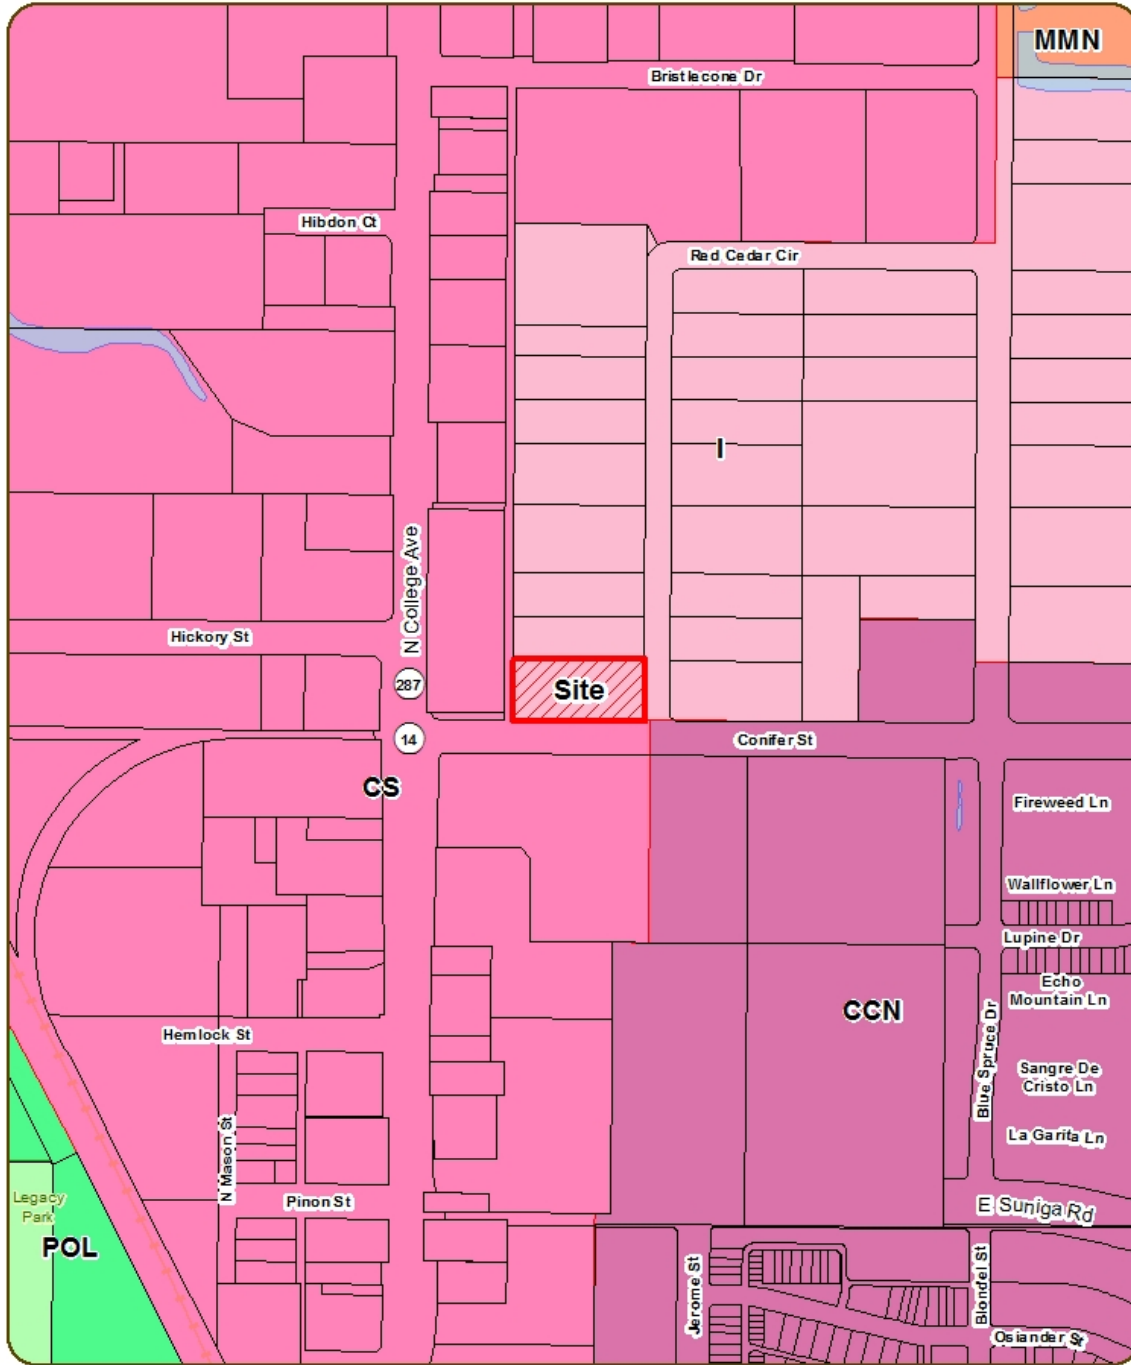 MMN
Bristlecone Dr
Hibdon Ct
Red Cedar Cir
I
N College Ave
Hickory St
287
Site
14
Conifer St
CS
Fireweed Ln
Wallflower Ln
Lupine Dr
Echo
Mountain Ln
CCN
Hemlock St
Blue Spruce Dr
Sangre De
Cristo Ln
N Mason St
La Garita Ln
Legacy
Park
Pinon St
E Suniga Rd
POL
Jerome St
Blondel St
Osiander St